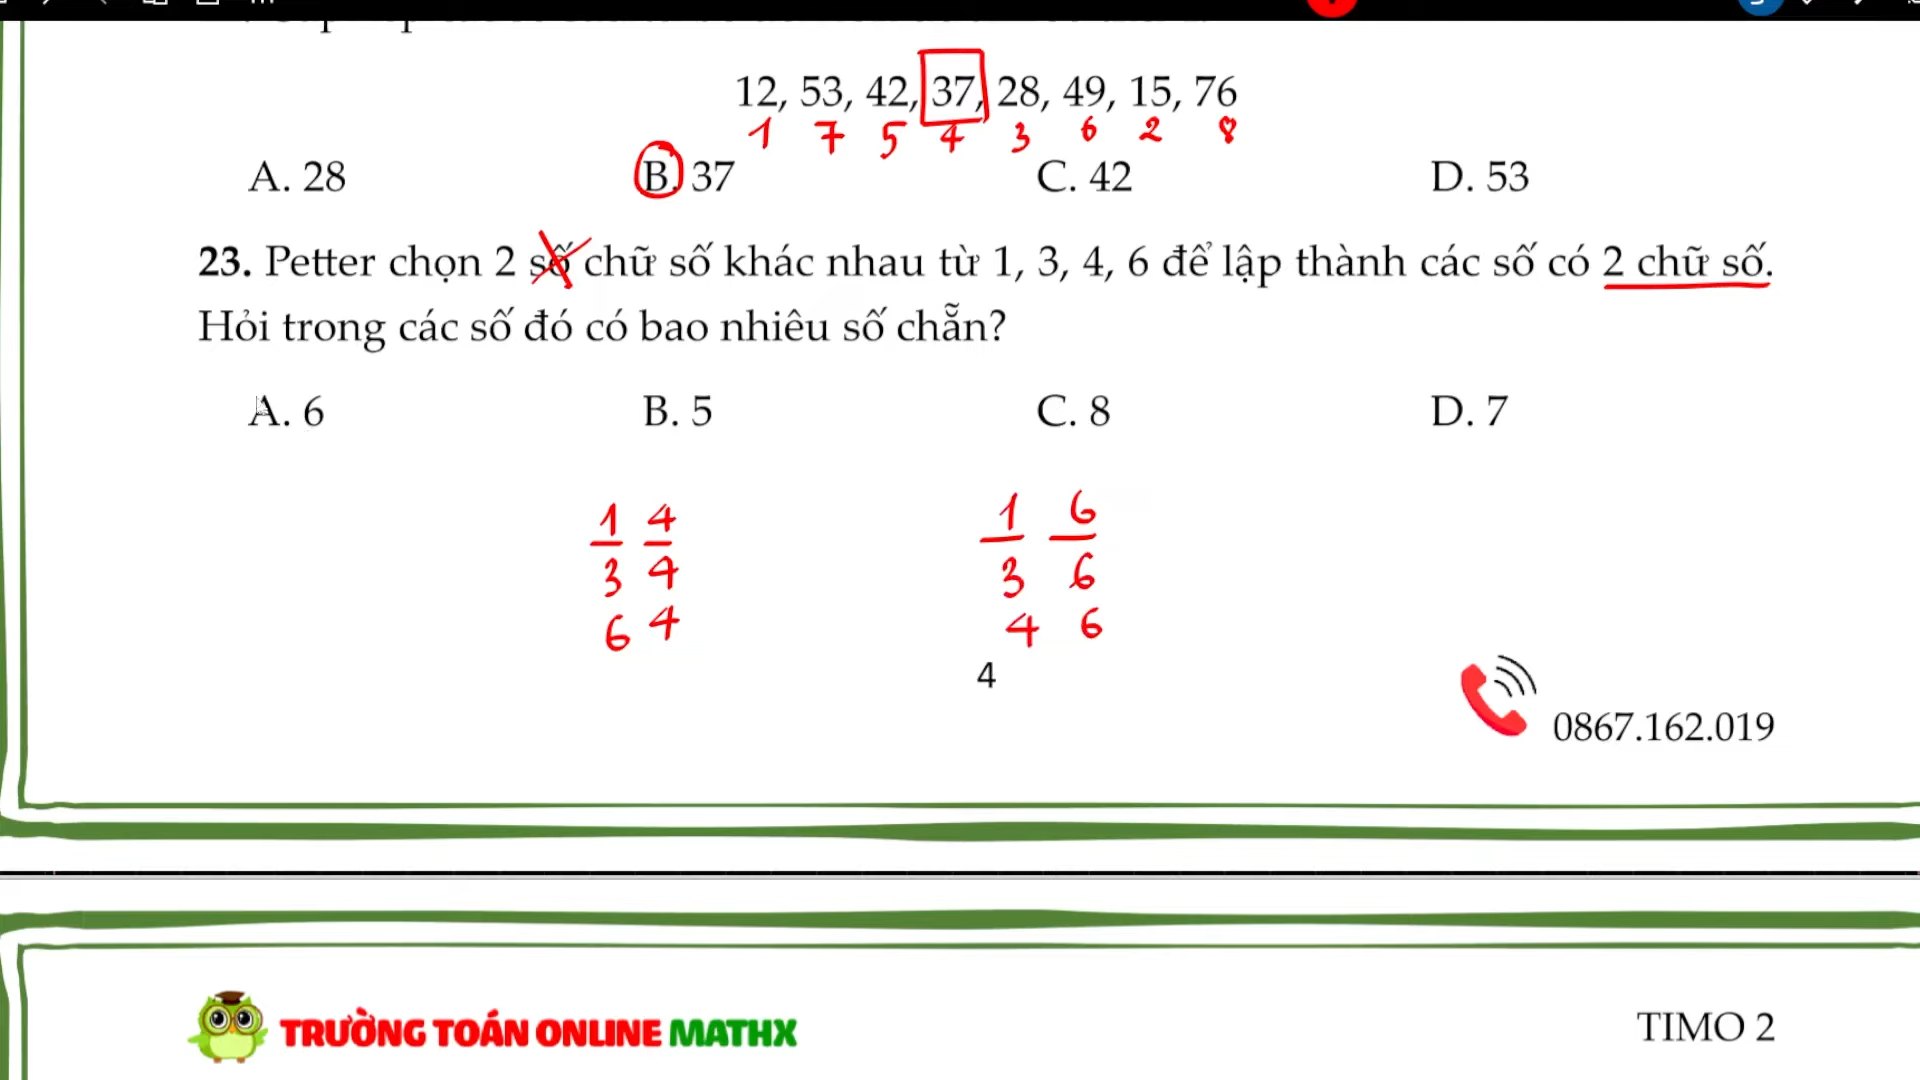 12, 53, 42, 37, 28, 49, 15, 76
1 7 5 4 3 6 2 8
A. 28 B. 37 C. 42 D. 53
23. Petter chọn 2 số chữ số khác nhau từ 1, 3, 4, 6 để lập thành các số có 2 chữ số.
Hỏi trong các số đó có bao nhiêu số chẵn?
A. 6 B. 5 C. 8 D. 7
1 4 1 6
3 4 3 6
6 4 4 6
4
0867.162.019
TRƯỜNG TOÁN ONLINE MATHX TIMO 2